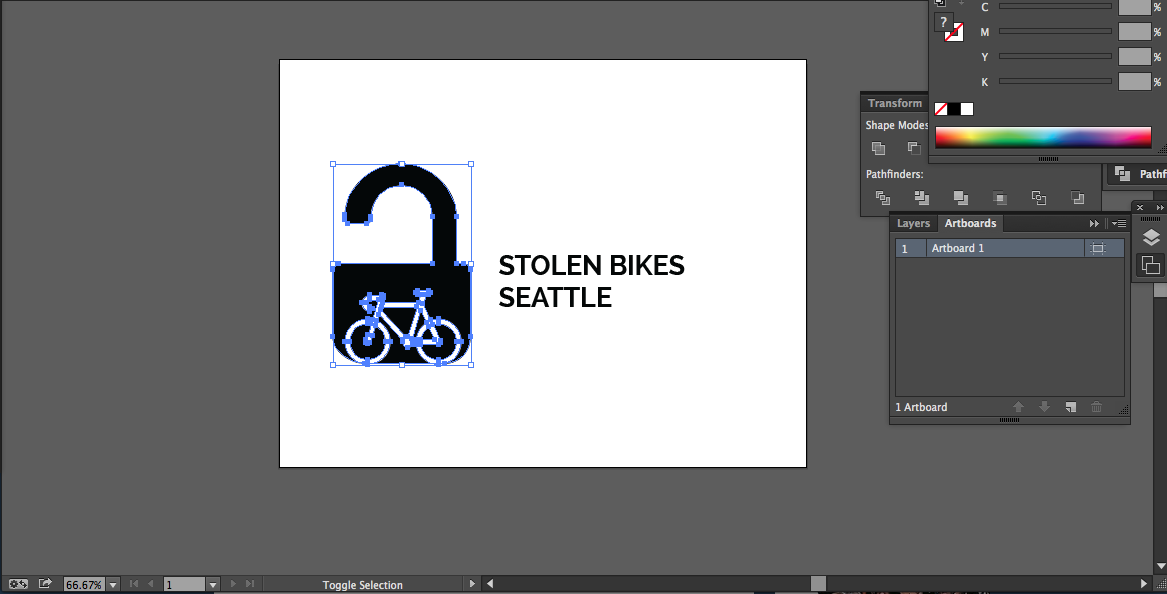 C %
? M %
Y %
K %
Transform
Shape Modes
Pathfinders:
Pathf
Layers Artboards
1 Artboard 1
STOLEN BIKES
SEATTLE
1 Artboard
66.67% 1 Toggle Selection